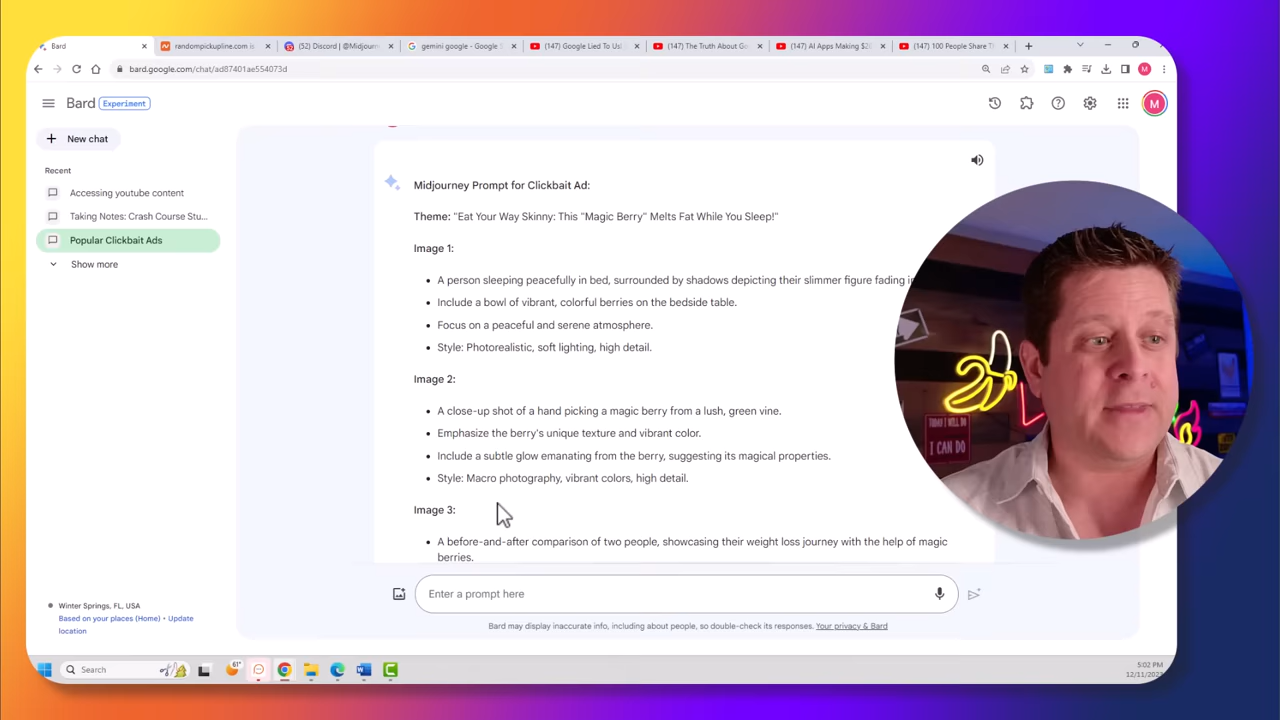 Bard
randompickupline.com is
(52) Discord | @Midjourn
gemini google - Google S
(147) Google Lied To Us!
(147) The Truth About Go
(147) AI Apps Making $2
(147) 100 People Share Th
bard.google.com/chat/ad87401ae554073d
M
Bard Experiment
M
New chat
Recent
Accessing youtube content
Taking Notes: Crash Course Stu...
Popular Clickbait Ads
Show more
Midjourney Prompt for Clickbait Ad:
Theme: "Eat Your Way Skinny: This "Magic Berry" Melts Fat While You Sleep!"
Image 1:
A person sleeping peacefully in bed, surrounded by shadows depicting their slimmer figure fading in
Include a bowl of vibrant, colorful berries on the bedside table.
Focus on a peaceful and serene atmosphere.
Style: Photorealistic, soft lighting, high detail.
Image 2:
A close-up shot of a hand picking a magic berry from a lush, green vine.
Emphasize the berry's unique texture and vibrant color.
Include a subtle glow emanating from the berry, suggesting its magical properties.
Style: Macro photography, vibrant colors, high detail.
Image 3:
A before-and-after comparison of two people, showcasing their weight loss journey with the help of magic
berries.
TODAY I WILL DO
I CAN DO
Enter a prompt here
Bard may display inaccurate info, including about people, so double-check its responses. Your privacy & Bard
Winter Springs, FL, USA
Based on your places (Home) • Update
location
Search
61°
5:02 PM